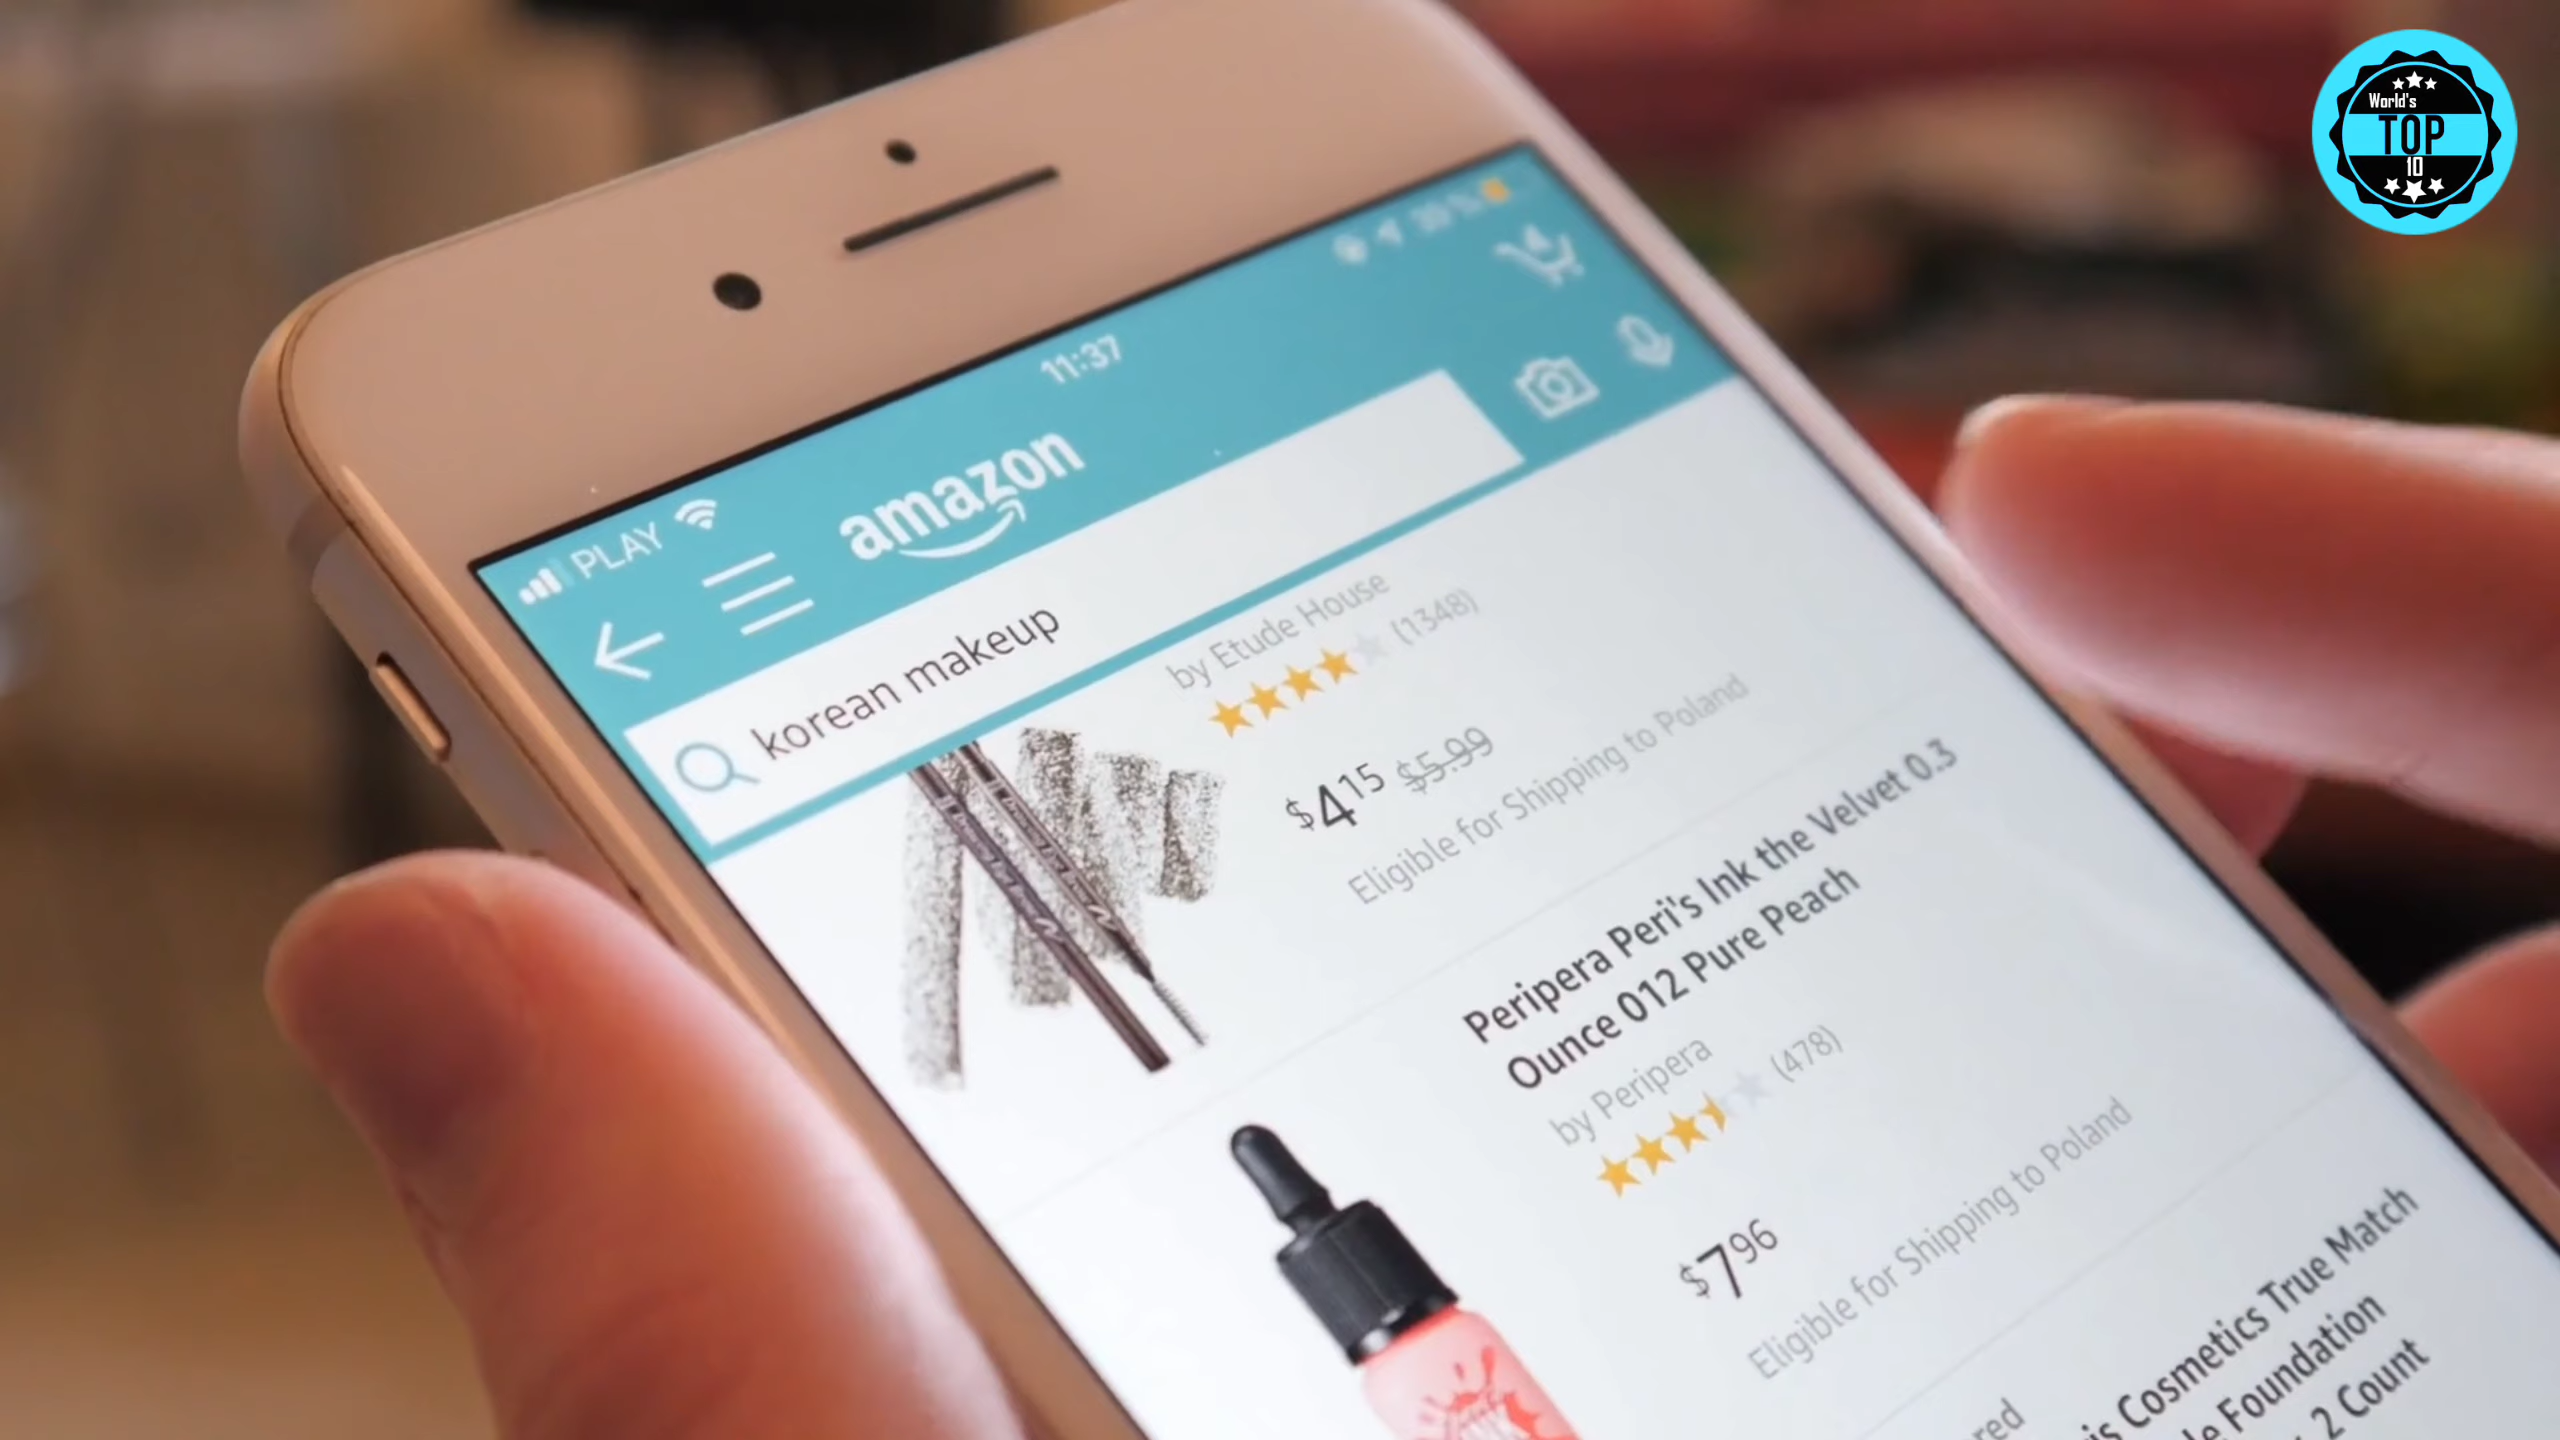 World's
TOP
10
PLAY
11:37
amazon
korean makeup
by Etude House
(1348)
$4 15 $5.99
Eligible for Shipping to Poland
Peripera Peri's Ink the Velvet 0.3
Ounce 012 Pure Peach
by Peripera
(478)
$7 96
Eligible for Shipping to Poland
Cosmetics True Match
Foundation
2 Count